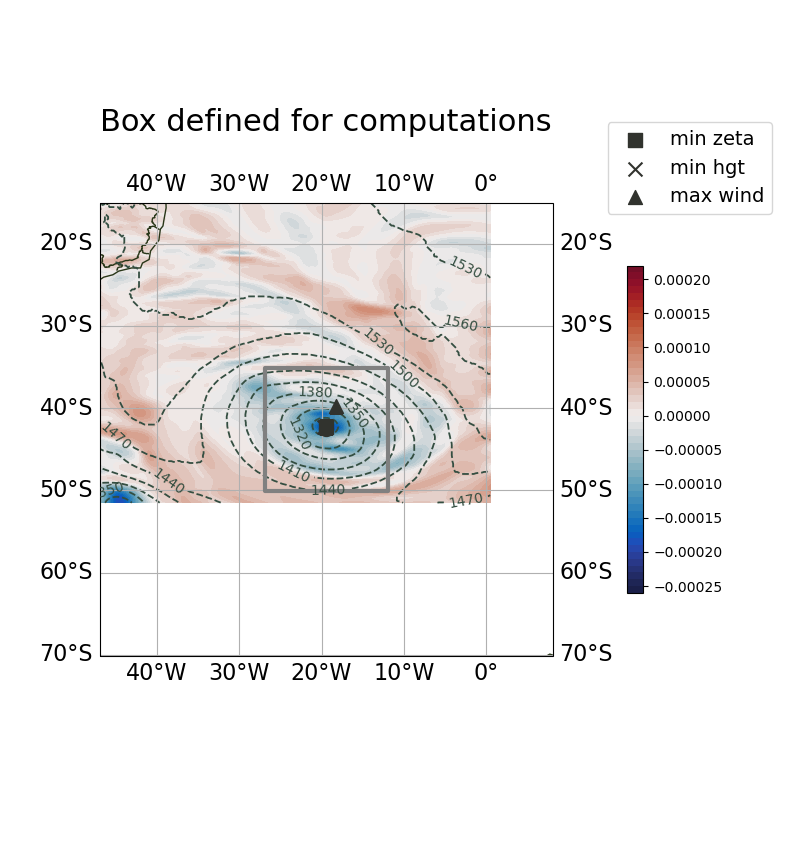 Box defined for computations
min zeta
min hgt
max wind
40°W 30°W 20°W 10°W 0°
20°S 20°S
30°S 30°S
40°S 40°S
50°S 50°S
60°S 60°S
70°S 70°S
40°W 30°W 20°W 10°W 0°
1530
1560
1530
1500
1380
1350
1320
1470
1410
1440
1440
1470
0.00020
0.00015
0.00010
0.00005
0.00000
−0.00005
−0.00010
−0.00015
−0.00020
−0.00025